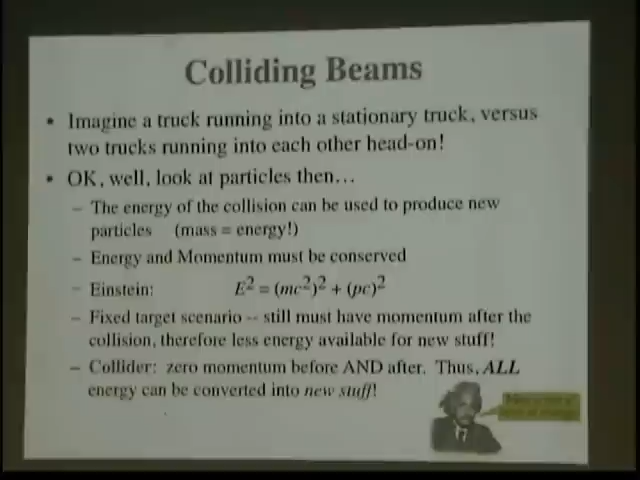 Colliding Beams
• Imagine a truck running into a stationary truck, versus
two trucks running into each other head-on!
• OK, well, look at particles then…
– The energy of the collision can be used to produce new
particles (mass = energy!)
– Energy and Momentum must be conserved
– Einstein: E² = (mc²)² + (pc)²
– Fixed target scenario -- still must have momentum after the
collision, therefore less energy available for new stuff!
– Collider: zero momentum before AND after. Thus, ALL
energy can be converted into new stuff!